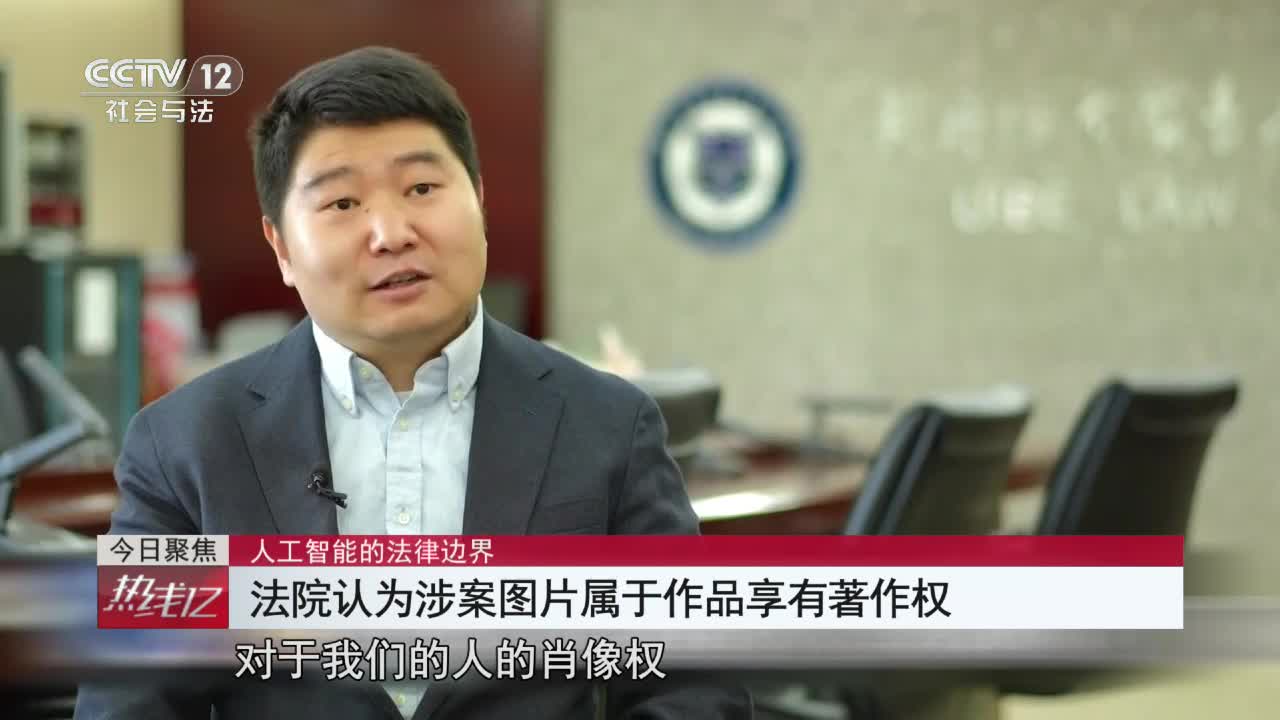 CCTV 12
社会与法
UIBE LAW
今日聚焦
人工智能的法律边界
热线12
法院认为涉案图片属于作品享有著作权
对于我们的人的肖像权